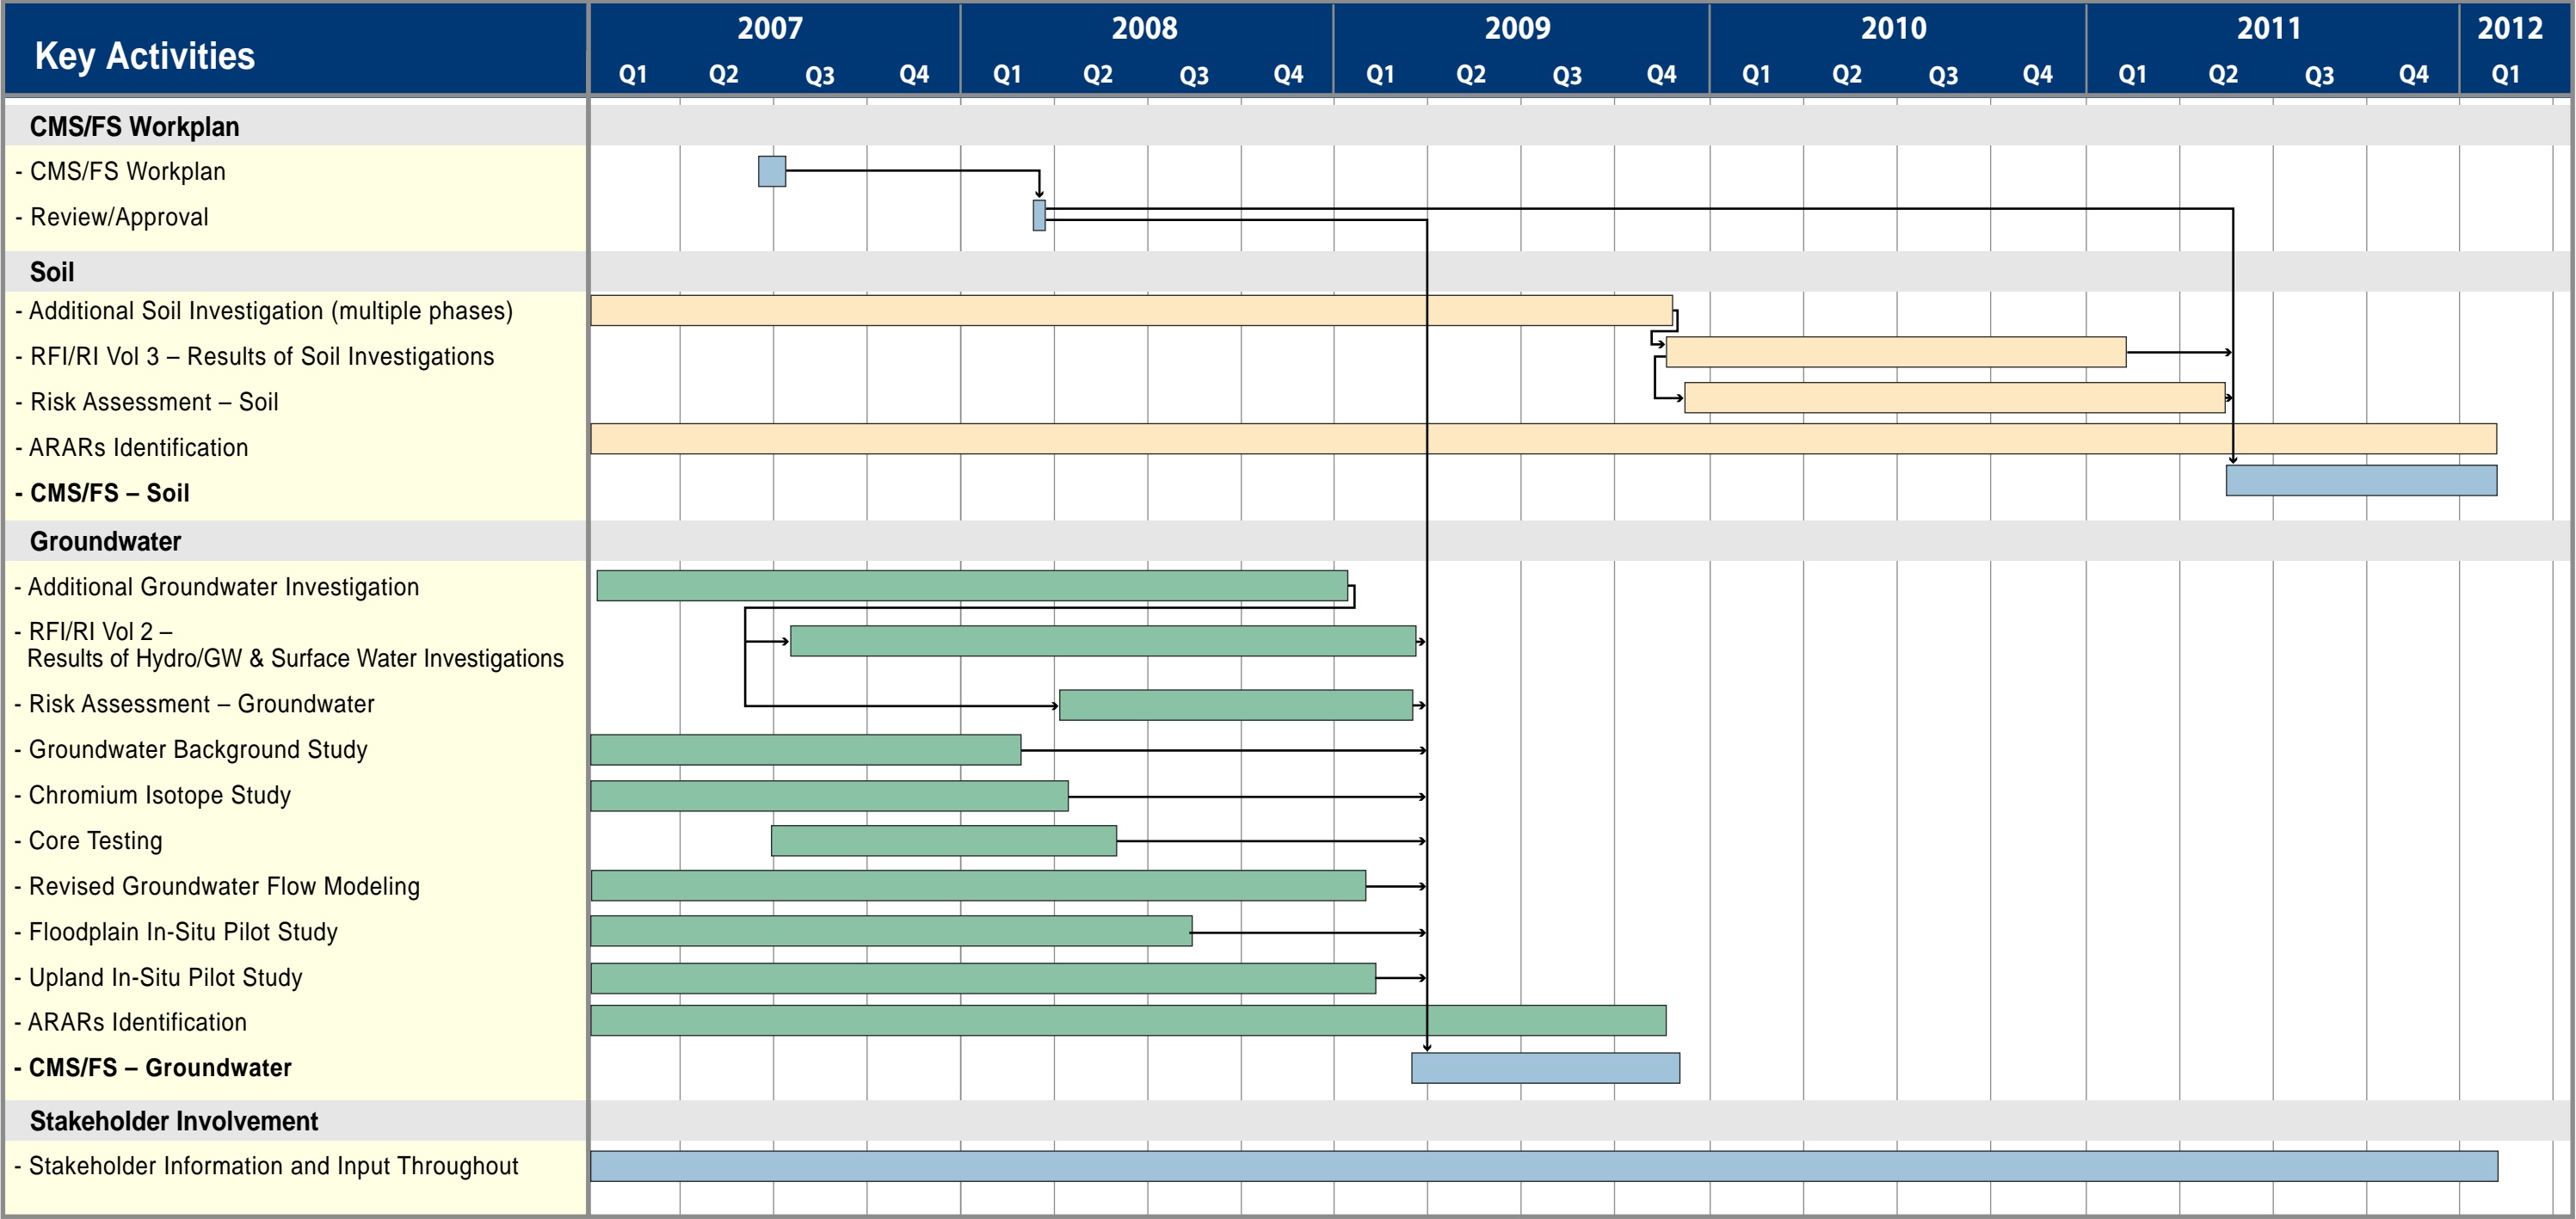 Key Activities
2007 2008 2009 2010 2011 2012
Q1 Q2 Q3 Q4 Q1 Q2 Q3 Q4 Q1 Q2 Q3 Q4 Q1 Q2 Q3 Q4 Q1 Q2 Q3 Q4 Q1
CMS/FS Workplan
- CMS/FS Workplan
- Review/Approval
Soil
- Additional Soil Investigation (multiple phases)
- RFI/RI Vol 3 – Results of Soil Investigations
- Risk Assessment – Soil
- ARARs Identification
- CMS/FS – Soil
Groundwater
- Additional Groundwater Investigation
- RFI/RI Vol 2 –
Results of Hydro/GW & Surface Water Investigations
- Risk Assessment – Groundwater
- Groundwater Background Study
- Chromium Isotope Study
- Core Testing
- Revised Groundwater Flow Modeling
- Floodplain In-Situ Pilot Study
- Upland In-Situ Pilot Study
- ARARs Identification
- CMS/FS – Groundwater
Stakeholder Involvement
- Stakeholder Information and Input Throughout